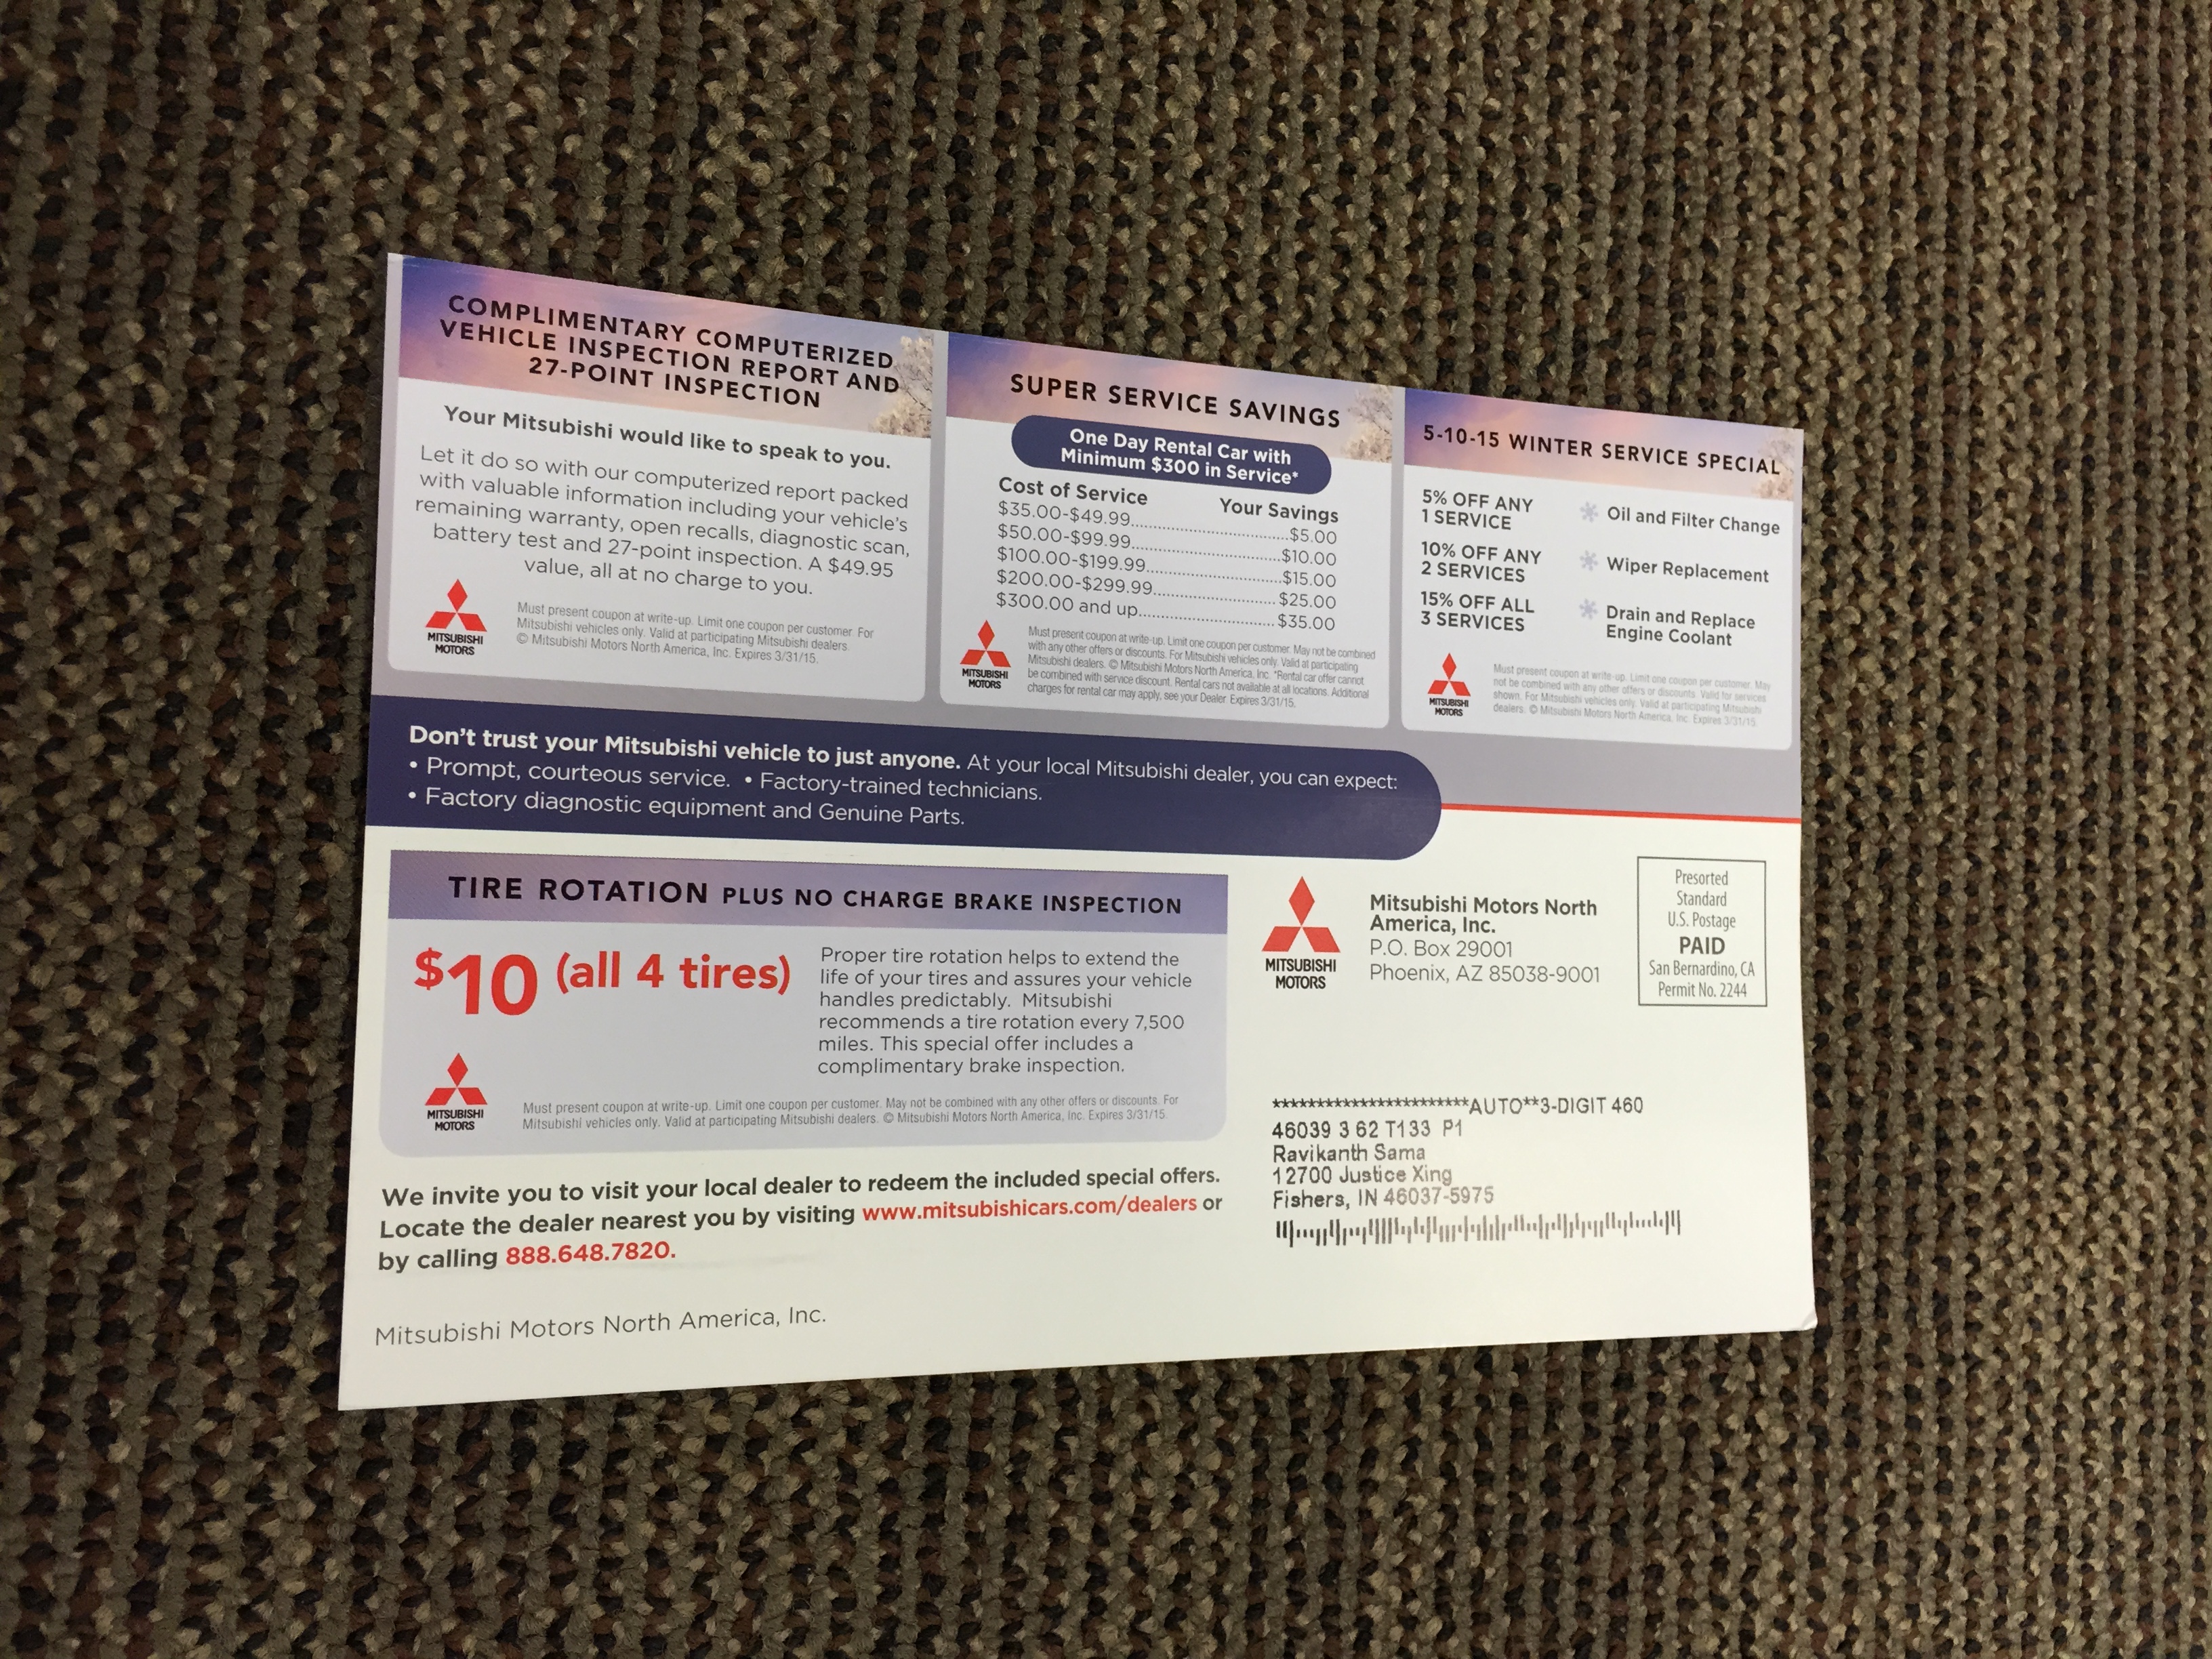 COMPLIMENTARY COMPUTERIZED
VEHICLE INSPECTION REPORT AND
27-POINT INSPECTION
Your Mitsubishi would like to speak to you.
Let it do so with our computerized report packed
with valuable information including your vehicle's
remaining warranty, open recalls, diagnostic scan,
battery test and 27-point inspection. A $49.95
value, all at no charge to you.
MITSUBISHI
MOTORS
Must present coupon at write-up. Limit one coupon per customer. For
Mitsubishi vehicles only. Valid at participating Mitsubishi dealers.
© Mitsubishi Motors North America, Inc. Expires 3/31/15.
SUPER SERVICE SAVINGS
One Day Rental Car with
Minimum $300 in Service*
Cost of Service Your Savings
$35.00-$49.99..............................$5.00
$50.00-$99.99.............................$10.00
$100.00-$199.99..........................$15.00
$200.00-$299.99........................ $25.00
$300.00 and up.......................... $35.00
MITSUBISHI
MOTORS
Must present coupon at write-up. Limit one coupon per customer. May not be combined
with any other offers or discounts. For Mitsubishi vehicles only. Valid at participating
Mitsubishi dealers. © Mitsubishi Motors North America, Inc. *Rental car offer cannot
be combined with service discount. Rental cars not available at all locations. Additional
charges for rental car may apply, see your Dealer. Expires 3/31/15.
5-10-15 WINTER SERVICE SPECIAL
5% OFF ANY
1 SERVICE
10% OFF ANY
2 SERVICES
15% OFF ALL
3 SERVICES
Oil and Filter Change
Wiper Replacement
Drain and Replace
Engine Coolant
MITSUBISHI
MOTORS
Must present coupon at write-up. Limit one coupon per customer. May
not be combined with any other offers or discounts. Valid for services
shown. For Mitsubishi vehicles only. Valid at participating Mitsubishi
dealers. © Mitsubishi Motors North America, Inc. Expires 3/31/15.
Don't trust your Mitsubishi vehicle to just anyone. At your local Mitsubishi dealer, you can expect:
• Prompt, courteous service. • Factory-trained technicians.
• Factory diagnostic equipment and Genuine Parts.
TIRE ROTATION PLUS NO CHARGE BRAKE INSPECTION
$10 (all 4 tires)
Proper tire rotation helps to extend the
life of your tires and assures your vehicle
handles predictably. Mitsubishi
recommends a tire rotation every 7,500
miles. This special offer includes a
complimentary brake inspection.
MITSUBISHI
MOTORS
Must present coupon at write-up. Limit one coupon per customer. May not be combined with any other offers or discounts. For
Mitsubishi vehicles only. Valid at participating Mitsubishi dealers. © Mitsubishi Motors North America, Inc. Expires 3/31/15.
We invite you to visit your local dealer to redeem the included special offers.
Locate the dealer nearest you by visiting www.mitsubishicars.com/dealers or
by calling 888.648.7820.
Mitsubishi Motors North America, Inc.
MITSUBISHI
MOTORS
Mitsubishi Motors North
America, Inc.
P.O. Box 29001
Phoenix, AZ 85038-9001
Presorted
Standard
U.S. Postage
PAID
San Bernardino, CA
Permit No. 2244
************************AUTO**3-DIGIT 460
46039 3 62 T133 P1
Ravikanth Sama
12700 Justice Xing
Fishers, IN 46037-5975